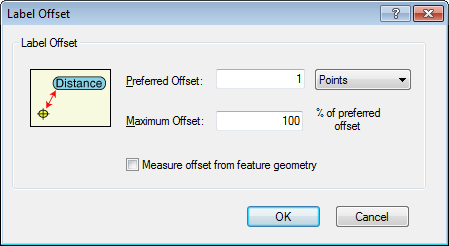 Label Offset
Label Offset
Distance
Preferred Offset: 1 Points
Maximum Offset: 100 % of preferred
offset
Measure offset from feature geometry
OK Cancel